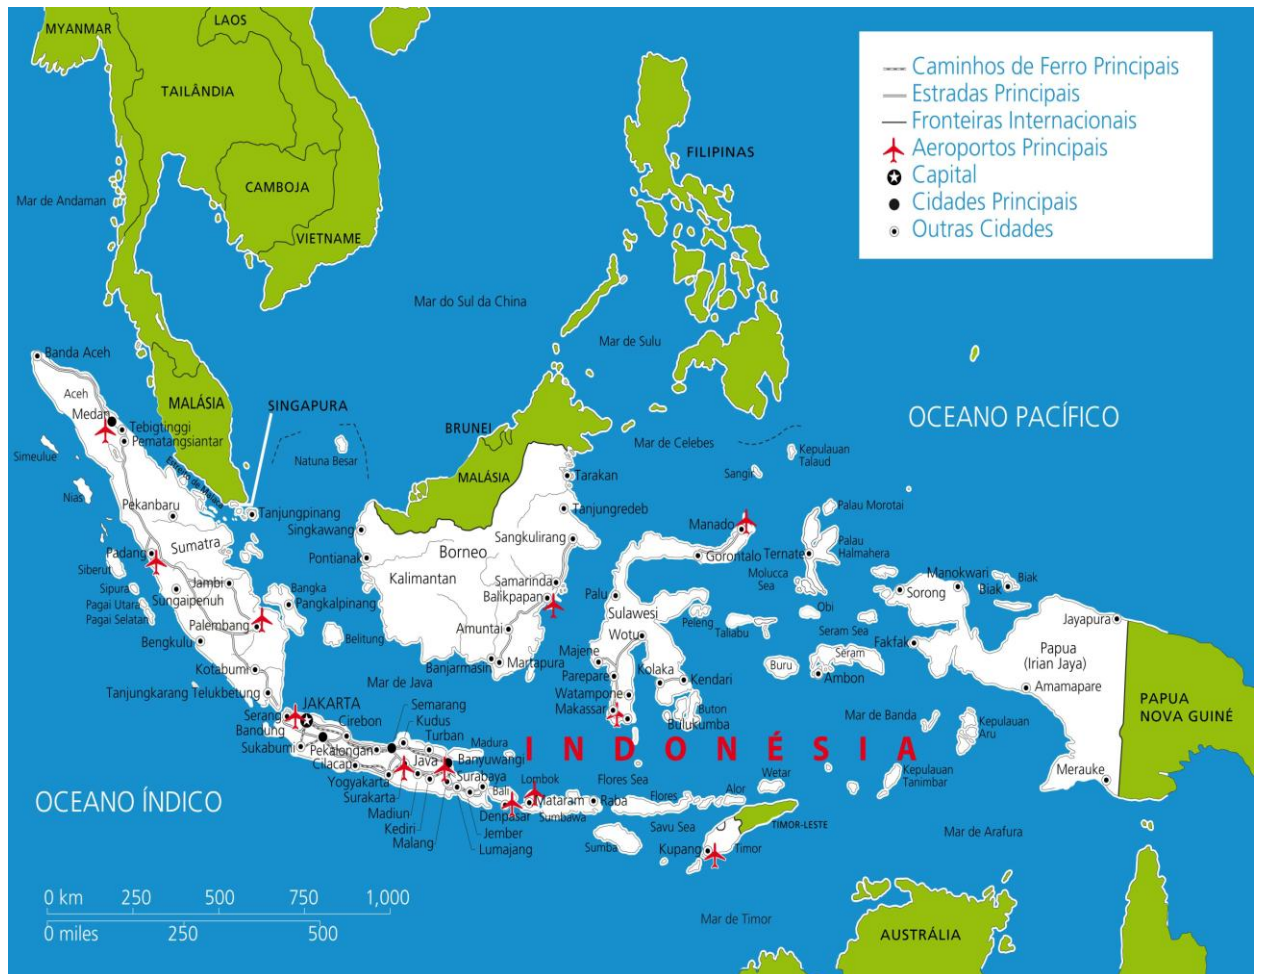 MYANMAR
LAOS
TAILÂNDIA
CAMBOJA
VIETNAME
Mar de Andaman
FILIPINAS
Caminhos de Ferro Principais
Estradas Principais
Fronteiras Internacionais
Aeroportos Principais
Capital
Cidades Principais
Outras Cidades
Mar do Sul da China
Mar de Sulu
Banda Aceh
Aceh
Medan
Tebigtinggi
Pematangsiantar
MALÁSIA
SINGAPURA
Simeulue
Nias
Estreito de Malaca
Natuna Besar
BRUNEI
MALÁSIA
Mar de Celebes
Kepulauan
Talaud
Sangir
OCEANO PACÍFICO
Pekanbaru
Tanjungpinang
Singkawang
Tarakan
Tanjungredeb
Manado
Palau Morotai
Palau
Halmahera
Padang
Sumatra
Pontianak
Borneo
Sangkulirang
Gorontalo
Ternate
Siberut
Sipura
Pagai Utara
Pagai Selatan
Sungaipenuh
Jambi
Bangka
Pangkalpinang
Kalimantan
Samarinda
Balikpapan
Palu
Molucca
Sea
Manokwari
Sorong
Biak
Biak
Bengkulu
Palembang
Belitung
Amuntai
Sulawesi
Peleng
Taliabu
Obi
Seram Sea
Jayapura
Wotu
Fakfak
Kotabumi
Banjarmasin
Martapura
Majene
Parepare
Kolaka
Kendari
Buru
Seram
Ambon
Papua
(Irian Jaya)
Amamapare
Tanjungkarang Telukbetung
Mar de Java
Watampone
Makassar
Buton
Bulukumba
Mar de Banda
Kepulauan
Aru
PAPUA
NOVA GUINÉ
Serang
JAKARTA
Bandung
Sukabumi
Cirebon
Semarang
Kudus
Turban
Madura
Pekalongan
Cilacap
Java
Banyuwangi
Surabaya
Yogyakarta
Surakarta
Madiun
Kediri
Malang
Bali
Denpasar
Jember
Lumajang
INDONÉSIA
Lombok
Mataram
Sumbawa
Raba
Flores Sea
Flores
Alor
Wetar
Kepulauan
Tanimbar
Merauke
Sumba
Savu Sea
Kupang
Timor
TIMOR-LESTE
Mar de Arafura
OCEANO ÍNDICO
0 km 250 500 750 1,000
0 miles 250 500
Mar de Timor
AUSTRÁLIA